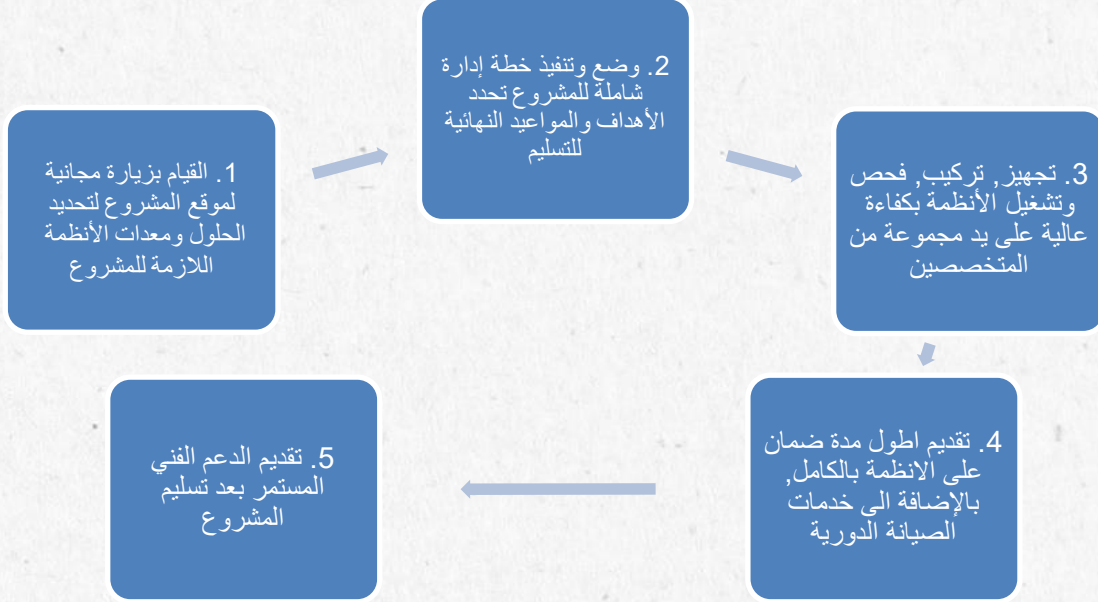 1. القيام بزيارة مجانية
لموقع المشروع لتحديد
الحلول ومعدات الأنظمة
اللازمة للمشروع
2. وضع وتنفيذ خطة إدارة
شاملة للمشروع تحدد
الأهداف والمواعيد النهائية
للتسليم
3. تجهيز, تركيب, فحص
وتشغيل الأنظمة بكفاءة
عالية على يد مجموعة من
المتخصصين
4. تقديم اطول مدة ضمان
على الانظمة بالكامل,
بالإضافة الى خدمات
الصيانة الدورية
5. تقديم الدعم الفني
المستمر بعد تسليم
المشروع